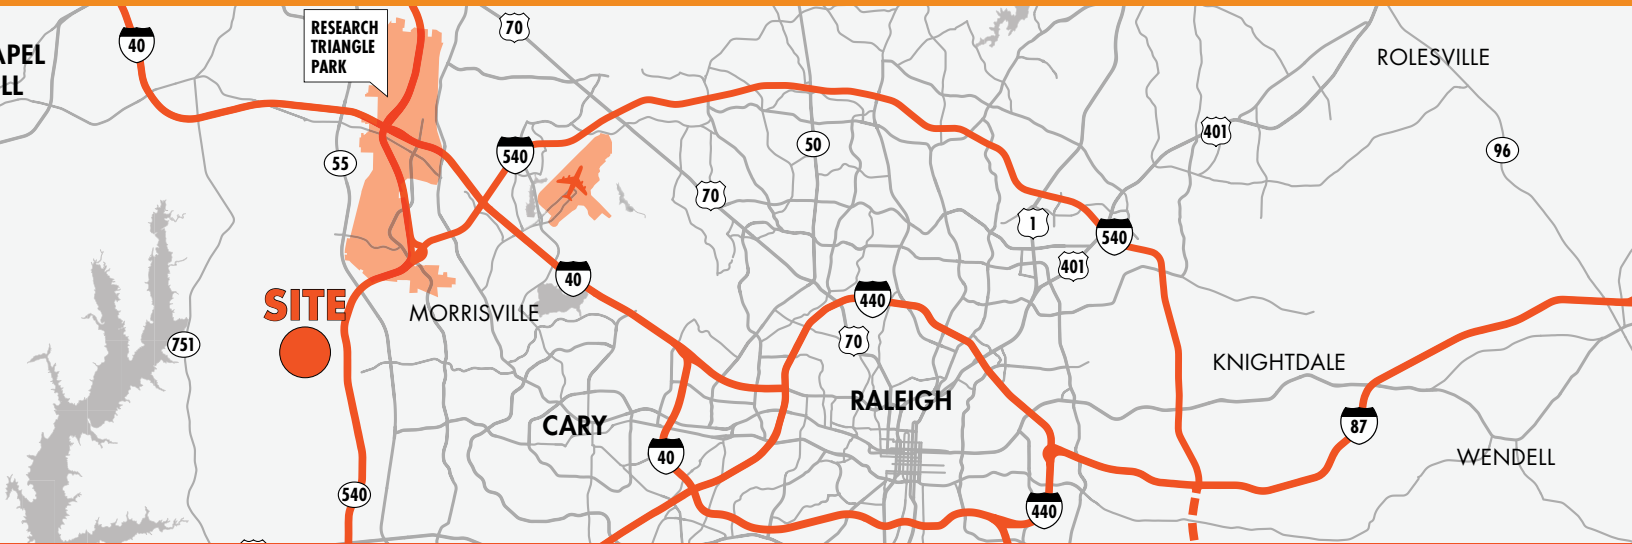 40
RESEARCH
TRIANGLE
PARK
70
APEL
LL
ROLESVILLE
55
540
50
401
96
70
1
540
401
40
440
SITE
MORRISVILLE
751
70
KNIGHTDALE
RALEIGH
CARY
87
40
WENDELL
540
440